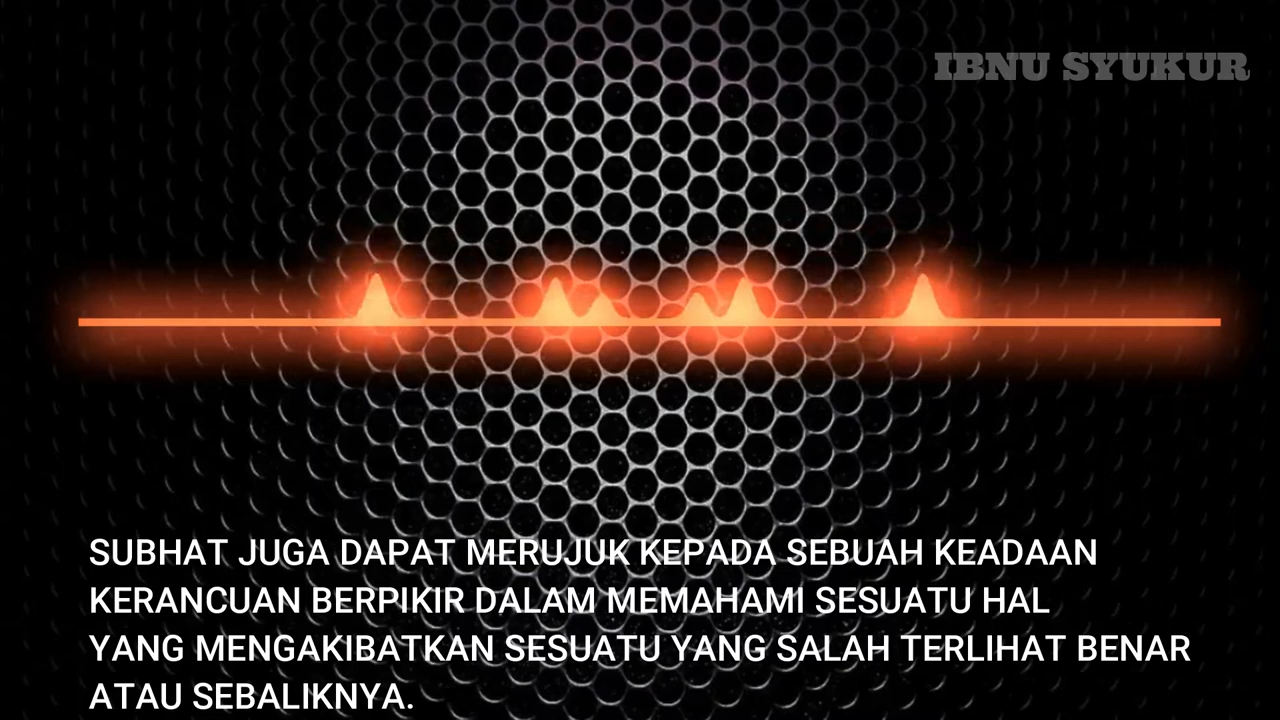 IBNU SYUKUR
SUBHAT JUGA DAPAT MERUJUK KEPADA SEBUAH KEADAAN
KERANCUAN BERPIKIR DALAM MEMAHAMI SESUATU HAL
YANG MENGAKIBATKAN SESUATU YANG SALAH TERLIHAT BENAR
ATAU SEBALIKNYA.